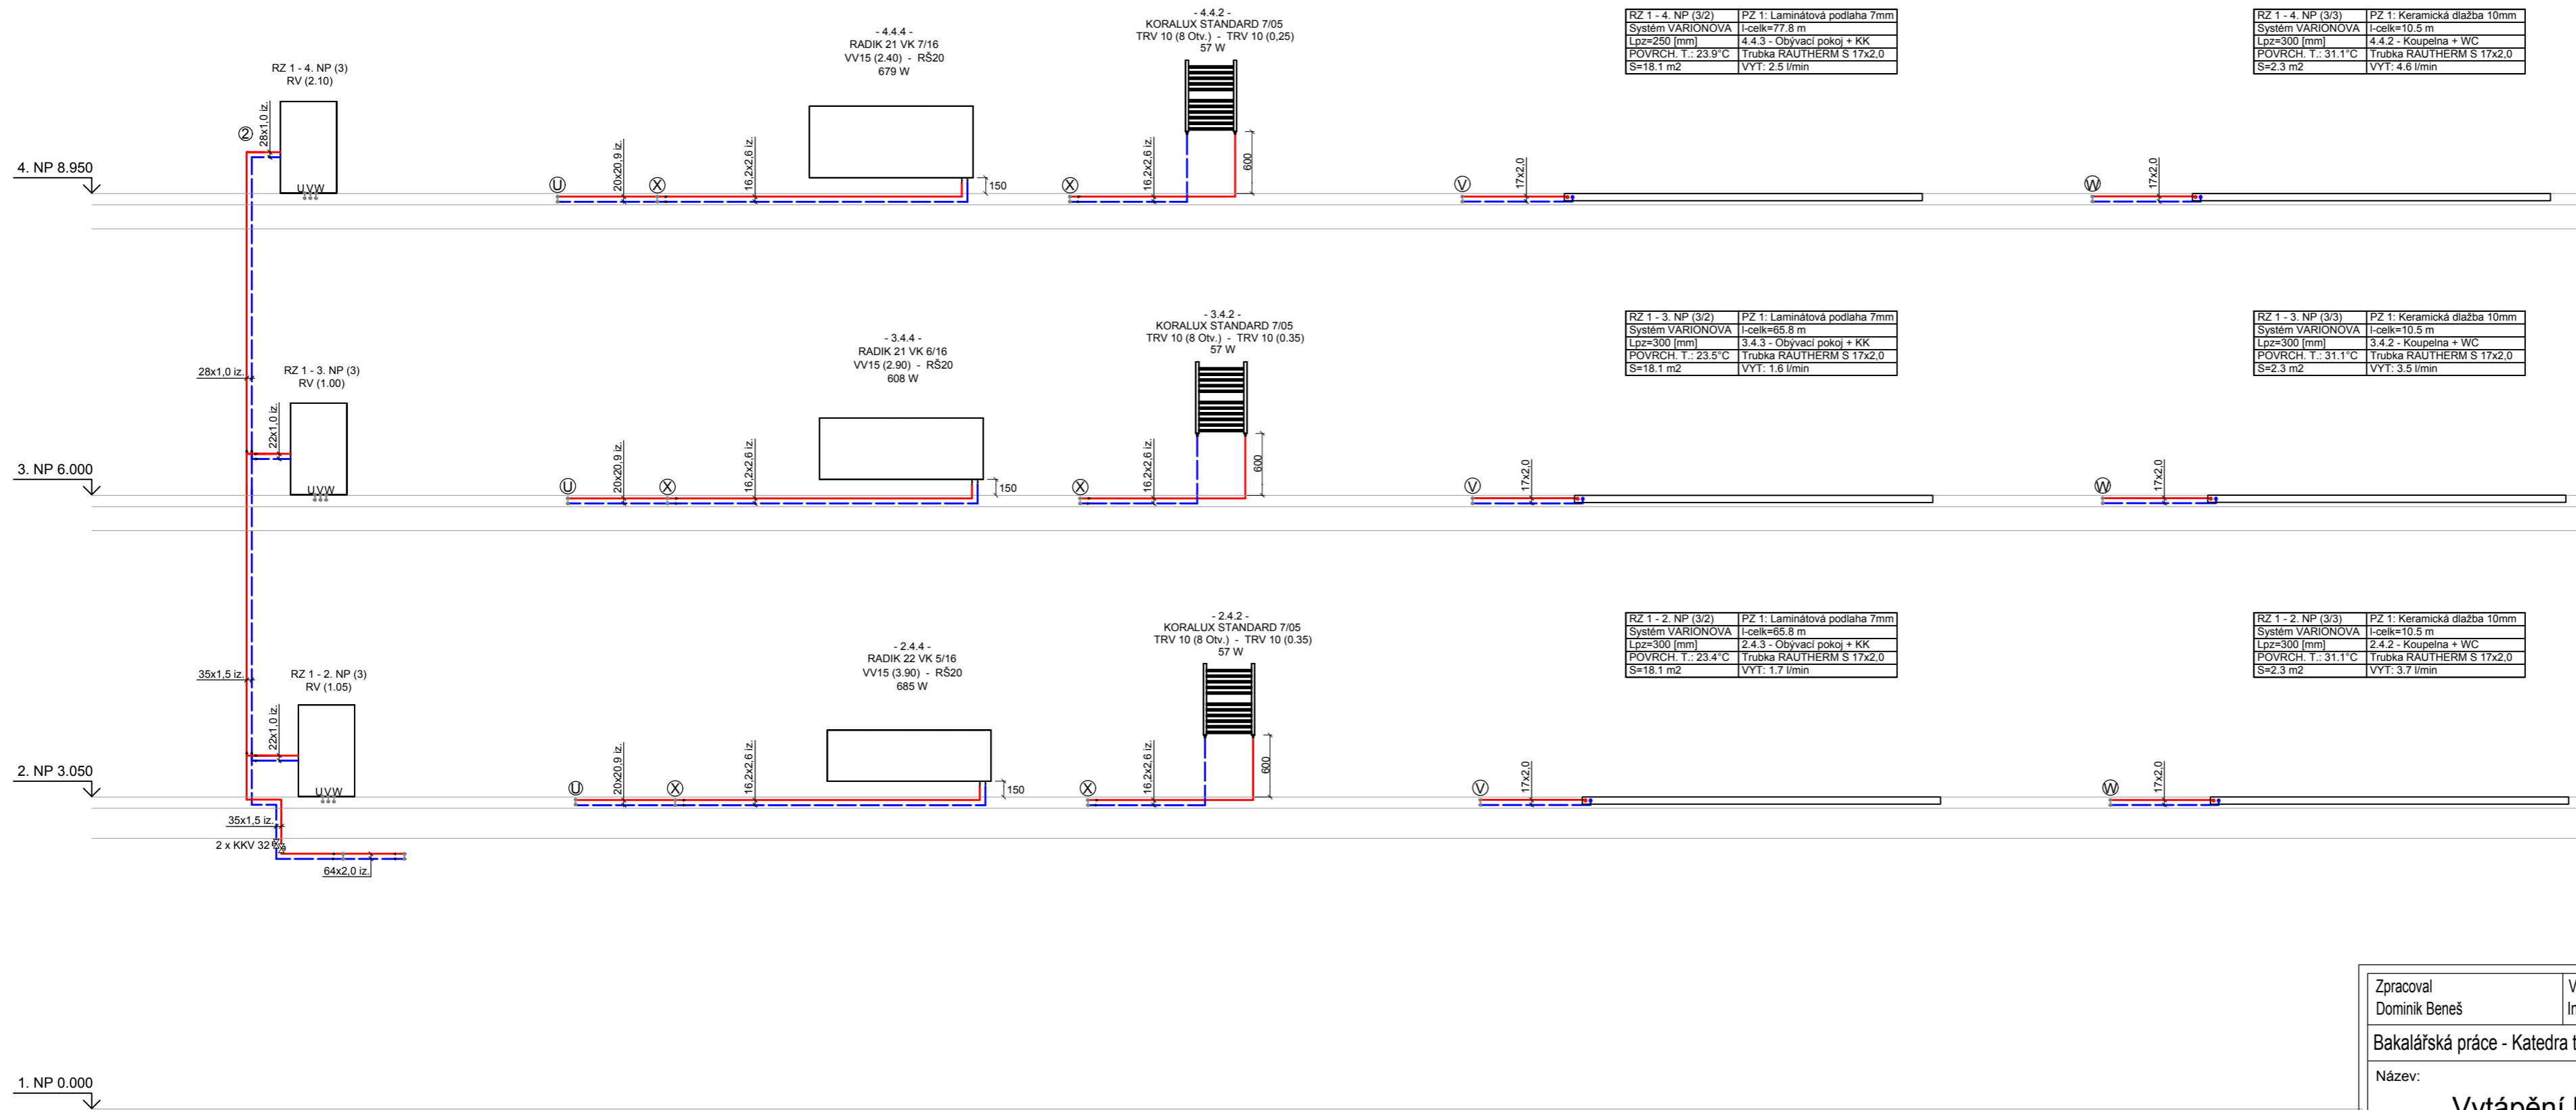 RZ 1 - 4. NP (3)
RV (2.10)
②
28x1,0 iz.
UVW
4. NP 8.950
- 4.4.4 -
RADIK 21 VK 7/16
VV15 (2.40) - RŠ20
679 W
U
20x20,9 iz.
X
16,2x2,6 iz.
150
- 4.4.2 -
KORALUX STANDARD 7/05
TRV 10 (8 Otv.) - TRV 10 (0,25)
57 W
X
16,2x2,6 iz.
600
V
17x2,0
RZ 1 - 4. NP (3/2) PZ 1: Laminátová podlaha 7mm
Systém VARIONOVA l-celk=77.8 m
Lpz=250 [mm] 4.4.3 - Obývací pokoj + KK
POVRCH. T.: 23.9°C Trubka RAUTHERM S 17x2,0
S=18.1 m2 VYT: 2.5 l/min
W
17x2,0
RZ 1 - 4. NP (3/3) PZ 1: Keramická dlažba 10mm
Systém VARIONOVA l-celk=10.5 m
Lpz=300 [mm] 4.4.2 - Koupelna + WC
POVRCH. T.: 31.1°C Trubka RAUTHERM S 17x2,0
S=2.3 m2 VYT: 4.6 l/min
28x1,0 iz.
RZ 1 - 3. NP (3)
RV (1.00)
22x1,0 iz.
UVW
3. NP 6.000
- 3.4.4 -
RADIK 21 VK 6/16
VV15 (2.90) - RŠ20
608 W
U
20x20,9 iz.
X
16,2x2,6 iz.
150
- 3.4.2 -
KORALUX STANDARD 7/05
TRV 10 (8 Otv.) - TRV 10 (0.35)
57 W
X
16,2x2,6 iz.
600
V
17x2,0
RZ 1 - 3. NP (3/2) PZ 1: Laminátová podlaha 7mm
Systém VARIONOVA l-celk=65.8 m
Lpz=300 [mm] 3.4.3 - Obývací pokoj + KK
POVRCH. T.: 23.5°C Trubka RAUTHERM S 17x2,0
S=18.1 m2 VYT: 1.6 l/min
W
17x2,0
RZ 1 - 3. NP (3/3) PZ 1: Keramická dlažba 10mm
Systém VARIONOVA l-celk=10.5 m
Lpz=300 [mm] 3.4.2 - Koupelna + WC
POVRCH. T.: 31.1°C Trubka RAUTHERM S 17x2,0
S=2.3 m2 VYT: 3.5 l/min
35x1,5 iz.
RZ 1 - 2. NP (3)
RV (1.05)
22x1,0 iz.
UVW
2. NP 3.050
- 2.4.4 -
RADIK 22 VK 5/16
VV15 (3.90) - RŠ20
685 W
U
20x20,9 iz.
X
16,2x2,6 iz.
150
- 2.4.2 -
KORALUX STANDARD 7/05
TRV 10 (8 Otv.) - TRV 10 (0.35)
57 W
X
16,2x2,6 iz.
600
V
17x2,0
RZ 1 - 2. NP (3/2) PZ 1: Laminátová podlaha 7mm
Systém VARIONOVA l-celk=65.8 m
Lpz=300 [mm] 2.4.3 - Obývací pokoj + KK
POVRCH. T.: 23.4°C Trubka RAUTHERM S 17x2,0
S=18.1 m2 VYT: 1.7 l/min
W
17x2,0
RZ 1 - 2. NP (3/3) PZ 1: Keramická dlažba 10mm
Systém VARIONOVA l-celk=10.5 m
Lpz=300 [mm] 2.4.2 - Koupelna + WC
POVRCH. T.: 31.1°C Trubka RAUTHERM S 17x2,0
S=2.3 m2 VYT: 3.7 l/min
35x1,5 iz.
2 x KKV 32
64x2,0 iz.
1. NP 0.000
Zpracoval
Dominik Beneš
Bakalářská práce - Katedra
Název:
Vytápění